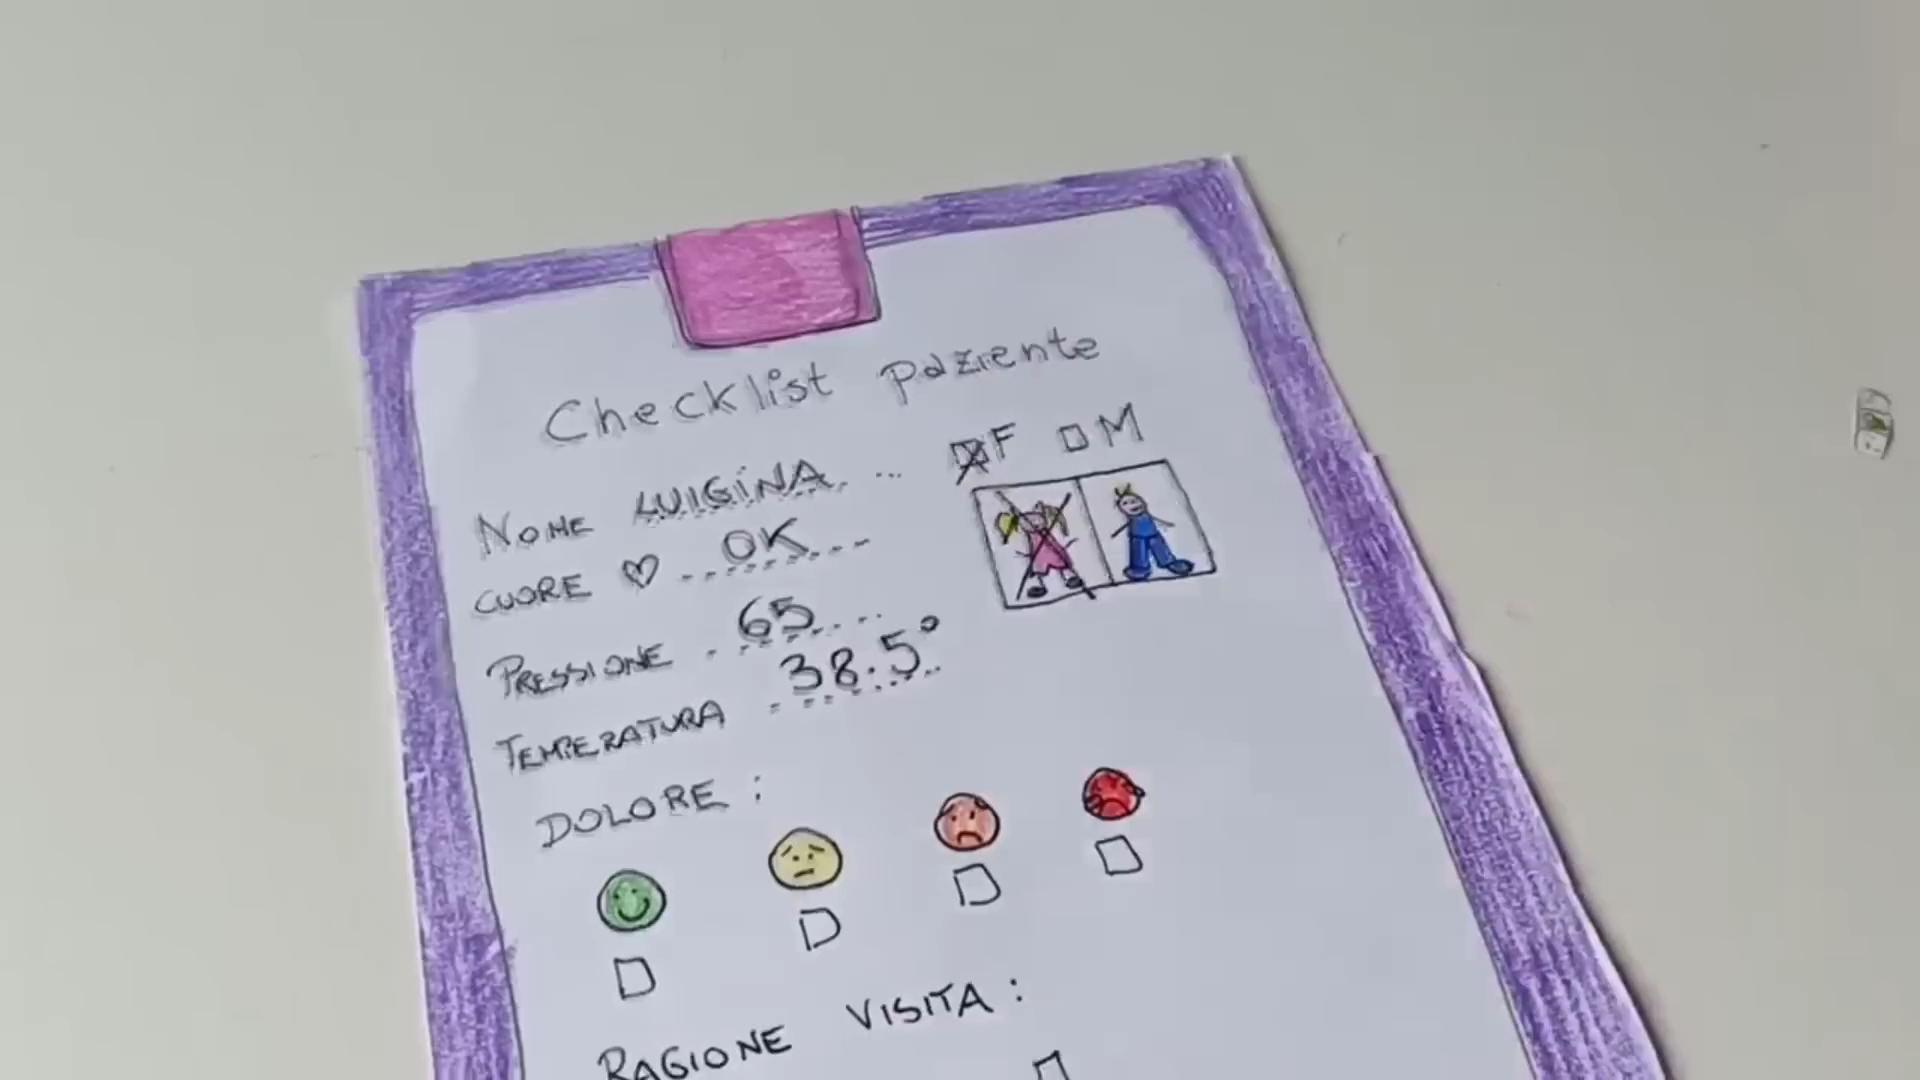 Checklist paziente
NOME LUIGINA ... F M
CUORE ♡ OK
PRESSIONE 65
TEMPERATURA 38.5°
DOLORE :
RAGIONE VISITA :